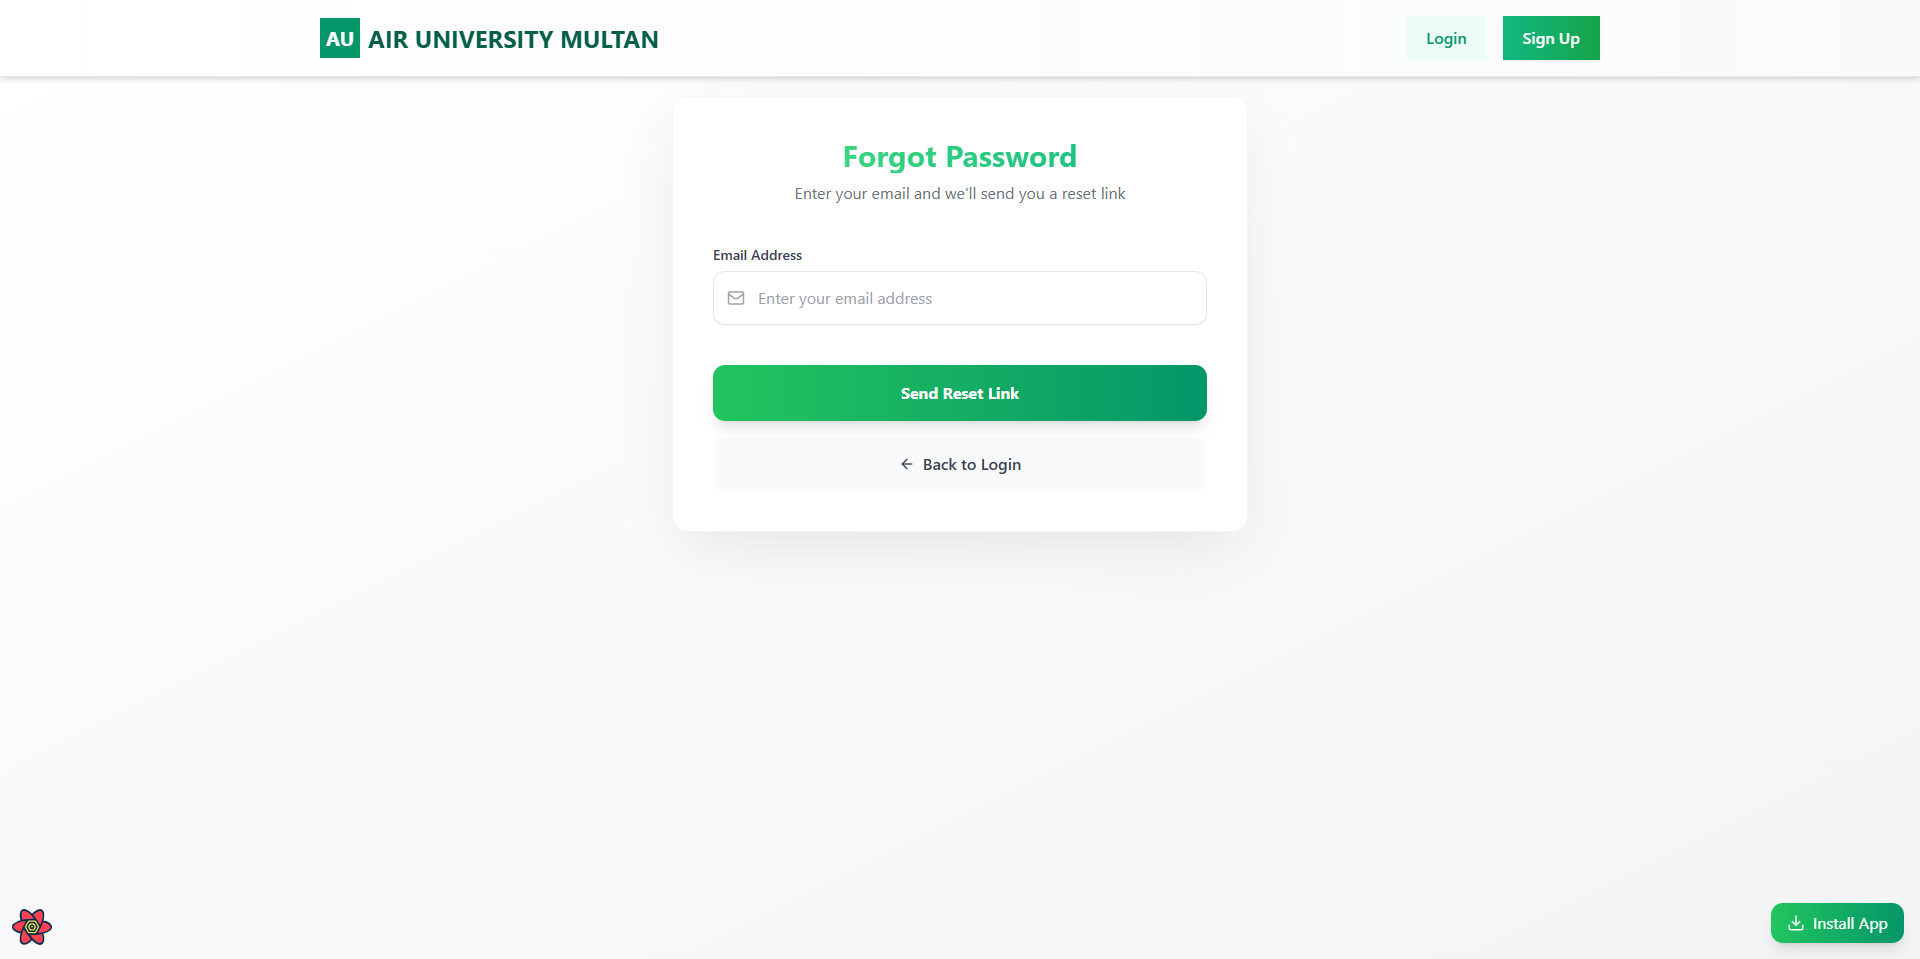 AU AIR UNIVERSITY MULTAN
Login
Sign Up
Forgot Password
Enter your email and we'll send you a reset link
Email Address
Enter your email address
Send Reset Link
Back to Login
Install App